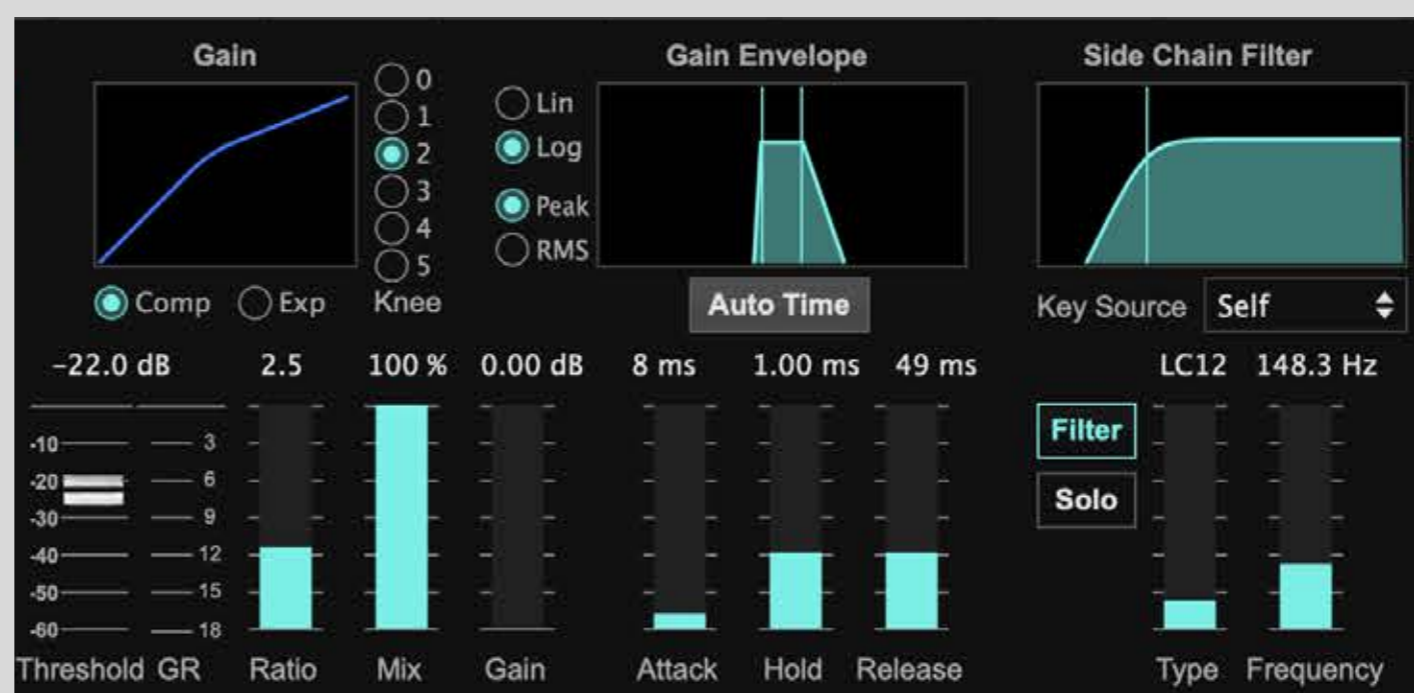 Gain Gain Envelope Side Chain Filter
0
1
2
3
4
5
Knee
Lin
Log
Peak
RMS
Comp Exp
Auto Time
Key Source Self
-22.0 dB 2.5 100 % 0.00 dB 8 ms 1.00 ms 49 ms LC12 148.3 Hz
-10 3
-20 6
-30 9
-40 12
-50 15
-60 18
Filter
Solo
Threshold GR Ratio Mix Gain Attack Hold Release Type Frequency